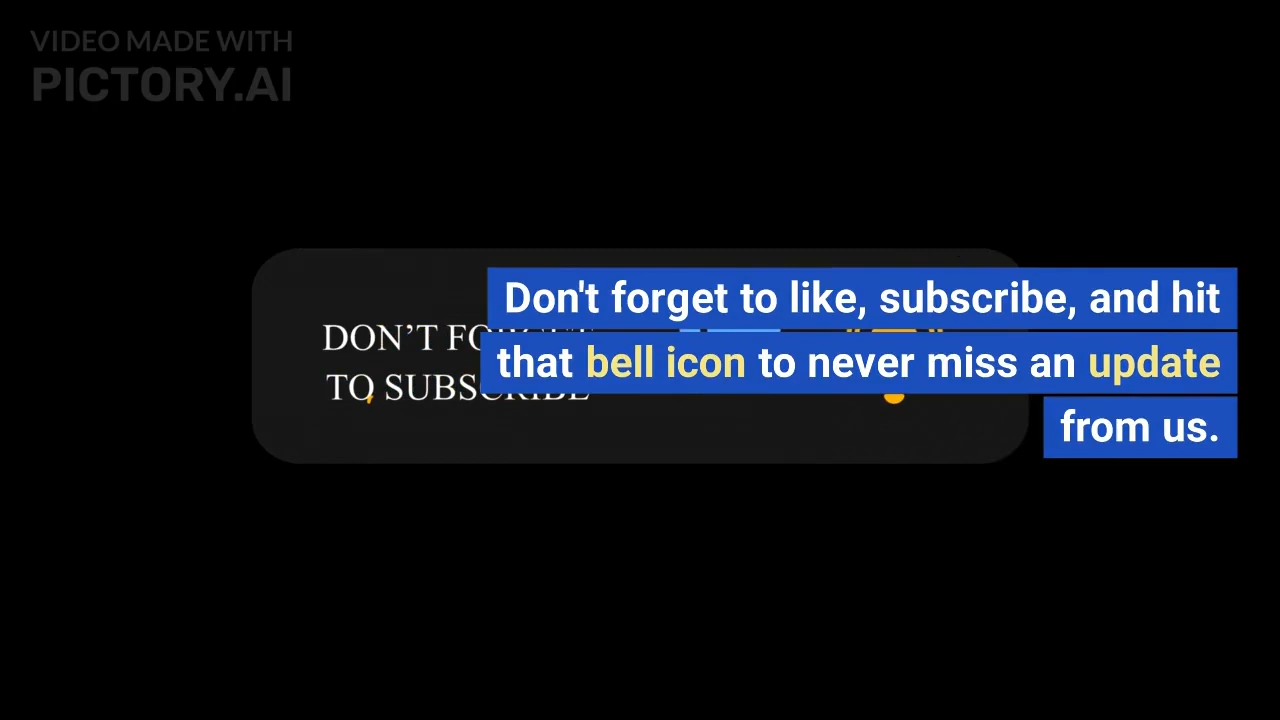 VIDEO MADE WITH
PICTORY.AI
Don't forget to like, subscribe, and hit
that bell icon to never miss an update
from us.
DON'T FORGET
TO SUBSCRIBE